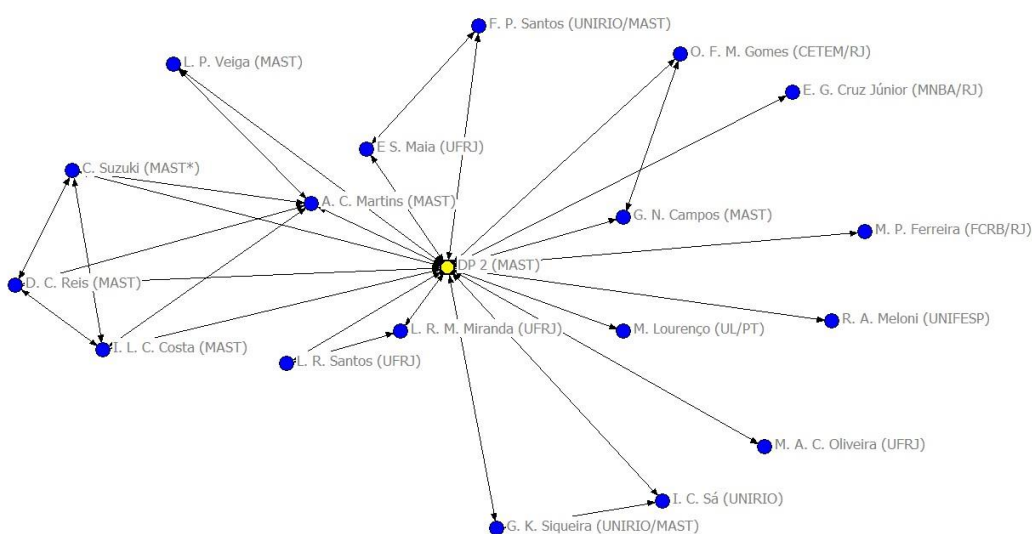 F. P. Santos (UNIRIO/MAST)
O. F. M. Gomes (CETEM/RJ)
L. P. Veiga (MAST)
E. G. Cruz Júnior (MNBA/RJ)
E S. Maia (UFRJ)
C. Suzuki (MAST*)
A. C. Martins (MAST)
G. N. Campos (MAST)
M. P. Ferreira (FCRB/RJ)
DP 2 (MAST)
D. C. Reis (MAST)
R. A. Meloni (UNIFESP)
L. R. M. Miranda (UFRJ)
M. Lourenço (UL/PT)
I. L. C. Costa (MAST)
L. R. Santos (UFRJ)
M. A. C. Oliveira (UFRJ)
I. C. Sá (UNIRIO)
G. K. Siqueira (UNIRIO/MAST)